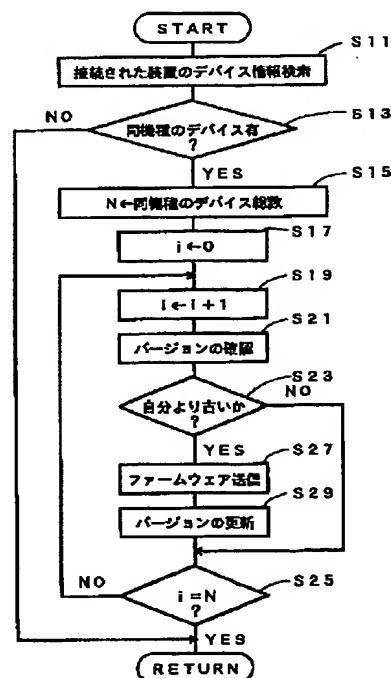 START
S11
接続された装置のデバイス情報検索
NO
S13
同機種のデバイス有
?
YES
S15
N←同機種のデバイス総数
S17
i←0
S19
i←i+1
S21
バージョンの確認
S23
自分より古いか
?
NO
YES
S27
ファームウェア送信
S29
バージョンの更新
NO
S25
i=N
?
YES
RETURN